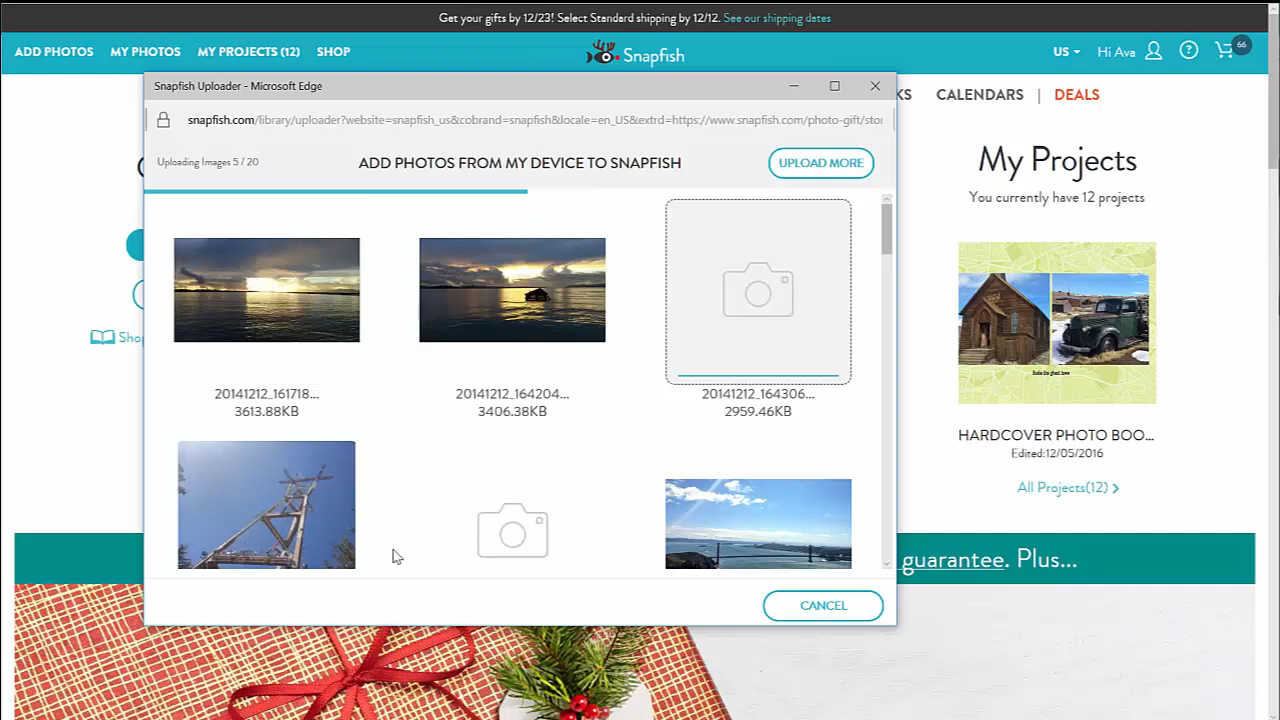 Get your gifts by 12/23! Select Standard shipping by 12/12. See our shipping dates
ADD PHOTOS MY PHOTOS MY PROJECTS (12) SHOP Snapfish US Hi Ava ? 66
Snapfish Uploader - Microsoft Edge
KS CALENDARS | DEALS
snapfish.com/library/uploader?website=snapfish_us&cobrand=snapfish&locale=en_US&extrd=https://www.snapfish.com/photo-gift/stor
Uploading Images 5 / 20 ADD PHOTOS FROM MY DEVICE TO SNAPFISH UPLOAD MORE
My Projects
You currently have 12 projects
Shop
20141212_161718... 20141212_164204... 20141212_164306...
3613.88KB 3406.38KB 2959.46KB
HARDCOVER PHOTO BOO...
Edited:12/05/2016
All Projects(12)
guarantee. Plus...
CANCEL